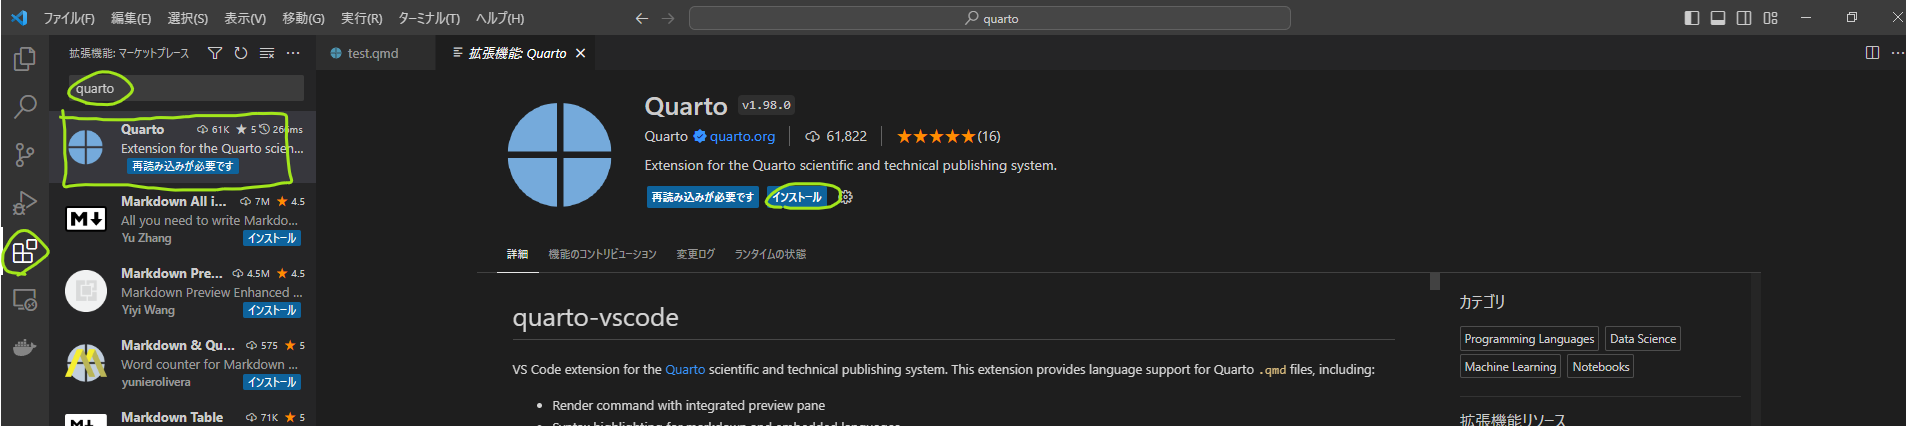 ファイル(F) 編集(E) 選択(S) 表示(V) 移動(G) 実行(R) ターミナル(T) ヘルプ(H)
quarto
拡張機能: マーケットプレース
quarto
Quarto 61K 5 260ms
Extension for the Quarto scien...
再読み込みが必要です
Markdown All i... 7M 4.5
All you need to write Markdo...
Yu Zhang インストール
Markdown Pre... 4.5M 4.5
Markdown Preview Enhanced ...
Yiyi Wang インストール
Markdown & Qu... 575 5
Word counter for Markdown ...
yunierolivera インストール
Markdown Table 71K 5
test.qmd
拡張機能: Quarto
Quarto v1.98.0
Quarto quarto.org 61,822 ★★★★★(16)
Extension for the Quarto scientific and technical publishing system.
再読み込みが必要です インストール
詳細 機能のコントリビューション 変更ログ ランタイムの状態
quarto-vscode
VS Code extension for the Quarto scientific and technical publishing system. This extension provides language support for Quarto .qmd files, including:
• Render command with integrated preview pane
• Syntax highlighting for markdown and embedded languages
カテゴリ
Programming Languages Data Science
Machine Learning Notebooks
拡張機能リソース